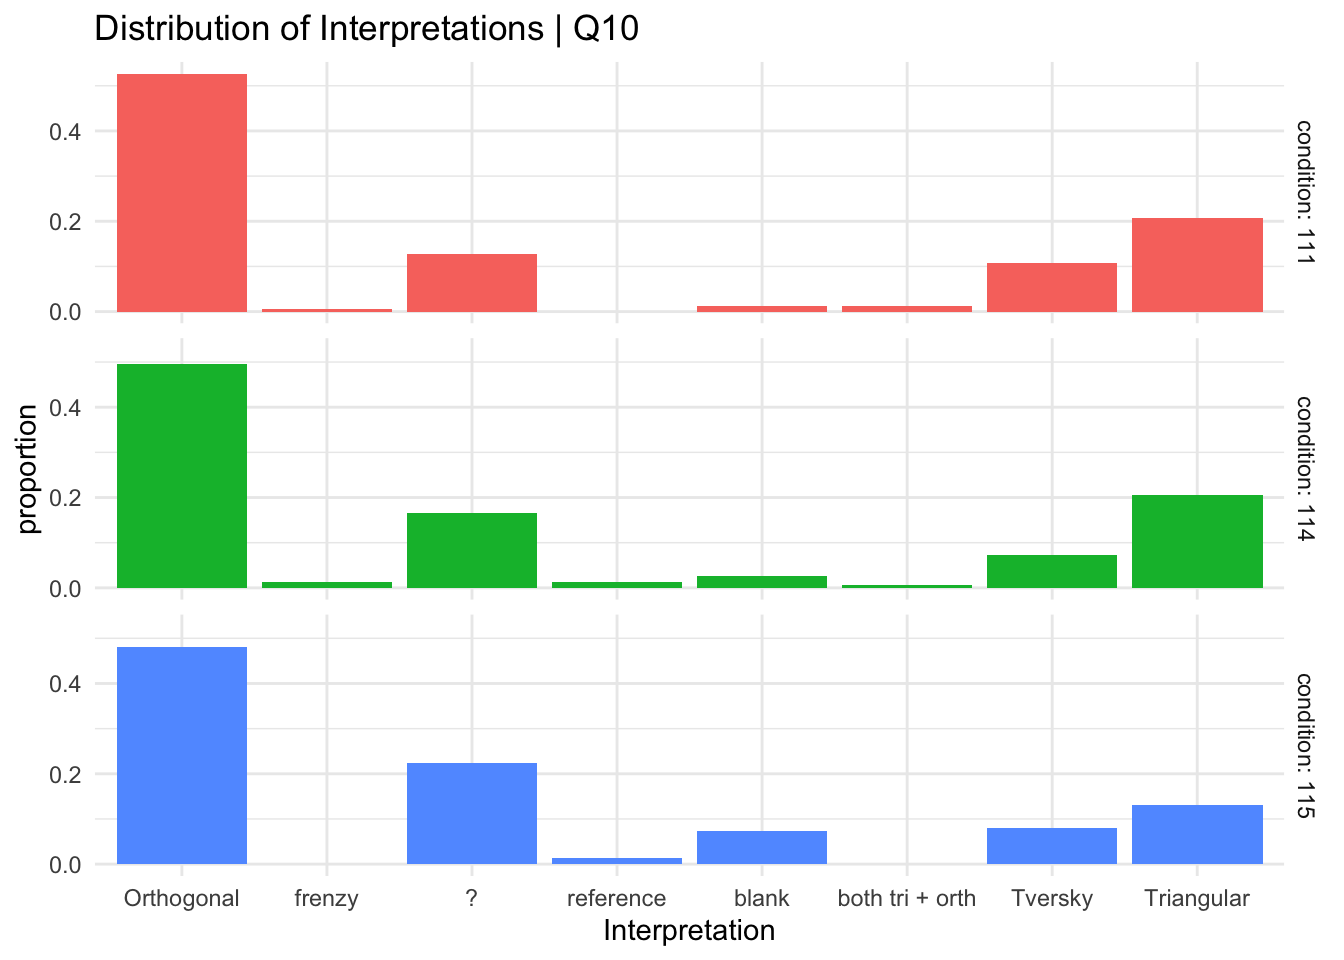 Distribution of Interpretations | Q10
0.4
0.2
0.0
condition: 111
proportion
0.4
0.2
0.0
condition: 114
0.4
0.2
0.0
condition: 115
Orthogonal frenzy ? reference blank both tri + orth Tversky Triangular
Interpretation